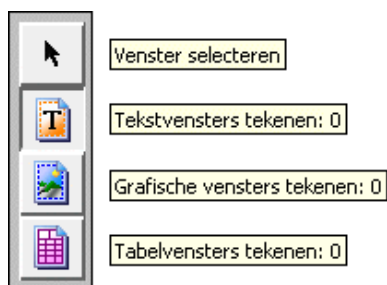 Venster selecteren
T
Tekstvensters tekenen: 0
Grafische vensters tekenen: 0
Tabelvensters tekenen: 0